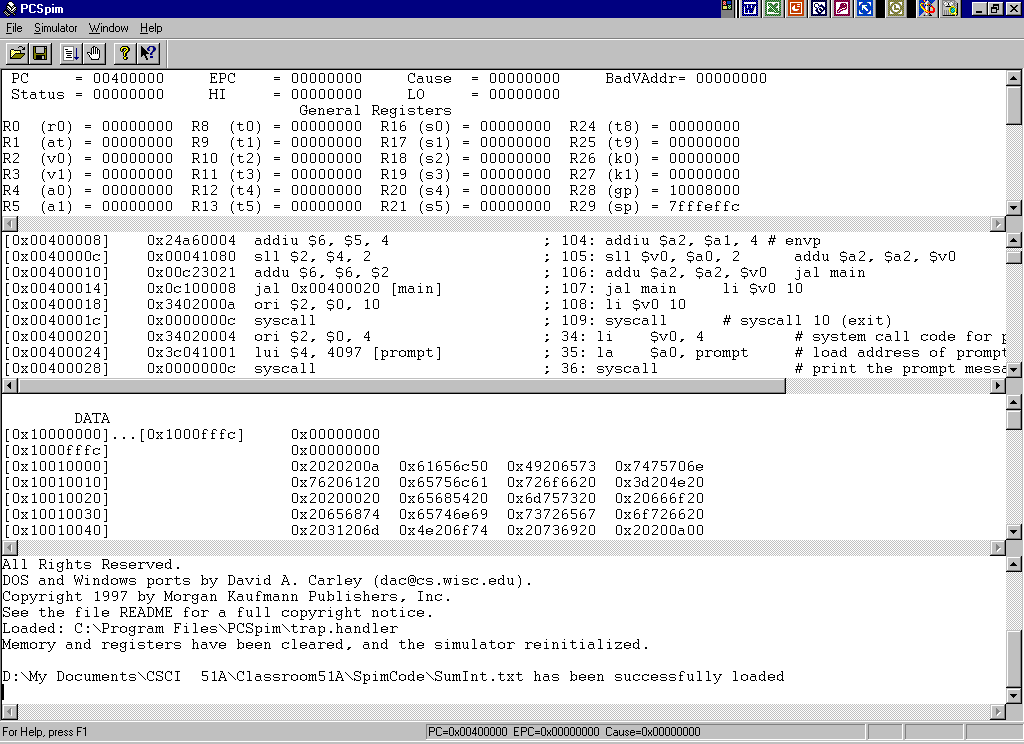 PCSpim
File Simulator Window Help
PC = 00400000 EPC = 00000000 Cause = 00000000 BadVAddr= 00000000
Status = 00000000 HI = 00000000 LO = 00000000
General Registers
R0 (r0) = 00000000 R8 (t0) = 00000000 R16 (s0) = 00000000 R24 (t8) = 00000000
R1 (at) = 00000000 R9 (t1) = 00000000 R17 (s1) = 00000000 R25 (t9) = 00000000
R2 (v0) = 00000000 R10 (t2) = 00000000 R18 (s2) = 00000000 R26 (k0) = 00000000
R3 (v1) = 00000000 R11 (t3) = 00000000 R19 (s3) = 00000000 R27 (k1) = 00000000
R4 (a0) = 00000000 R12 (t4) = 00000000 R20 (s4) = 00000000 R28 (gp) = 10008000
R5 (a1) = 00000000 R13 (t5) = 00000000 R21 (s5) = 00000000 R29 (sp) = 7fffeffc
[0x00400008] 0x24a60004 addiu $6, $5, 4 ; 104: addiu $a2, $a1, 4 # envp
[0x0040000c] 0x00041080 sll $2, $4, 2 ; 105: sll $v0, $a0, 2 addu $a2, $a2, $v0
[0x00400010] 0x00c23021 addu $6, $6, $2 ; 106: addu $a2, $a2, $v0 jal main
[0x00400014] 0x0c100008 jal 0x00400020 [main] ; 107: jal main li $v0 10
[0x00400018] 0x3402000a ori $2, $0, 10 ; 108: li $v0 10
[0x0040001c] 0x0000000c syscall ; 109: syscall # syscall 10 (exit)
[0x00400020] 0x34020004 ori $2, $0, 4 ; 34: li $v0, 4 # system call code for p
[0x00400024] 0x3c041001 lui $4, 4097 [prompt] ; 35: la $a0, prompt # load address of prompt
[0x00400028] 0x0000000c syscall ; 36: syscall # print the prompt messa
DATA
[0x10000000]...[0x1000fffc] 0x00000000
[0x1000fffc] 0x00000000
[0x10010000] 0x2020200a 0x61656c50 0x49206573 0x7475706e
[0x10010010] 0x76206120 0x65756c61 0x726f6620 0x3d204e20
[0x10010020] 0x20200020 0x65685420 0x6d757320 0x20666f20
[0x10010030] 0x20656874 0x65746e69 0x73726567 0x6f726620
[0x10010040] 0x2031206d 0x4e206f74 0x20736920 0x20200a00
All Rights Reserved.
DOS and Windows ports by David A. Carley (dac@cs.wisc.edu).
Copyright 1997 by Morgan Kaufmann Publishers, Inc.
See the file README for a full copyright notice.
Loaded: C:\Program Files\PCSpim\trap.handler
Memory and registers have been cleared, and the simulator reinitialized.
D:\My Documents\CSCI 51A\Classroom51A\SpimCode\SumInt.txt has been successfully loaded
For Help, press F1 PC=0x00400000 EPC=0x00000000 Cause=0x00000000